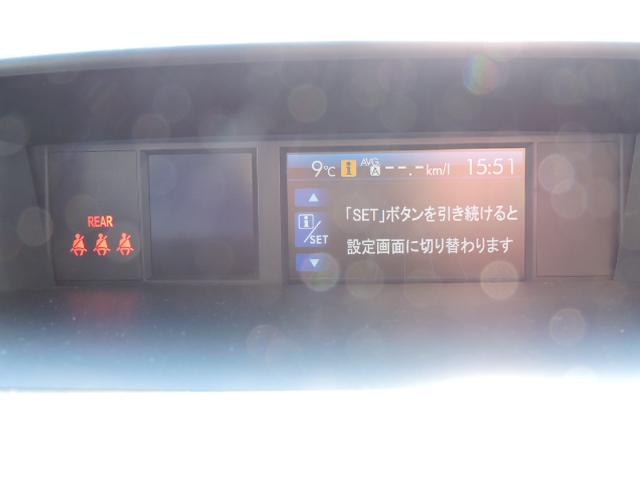 9℃ i AVG A --.-km/l 15:51
REAR
「SET」ボタンを引き続けると
i/SET
設定画面に切り替わります